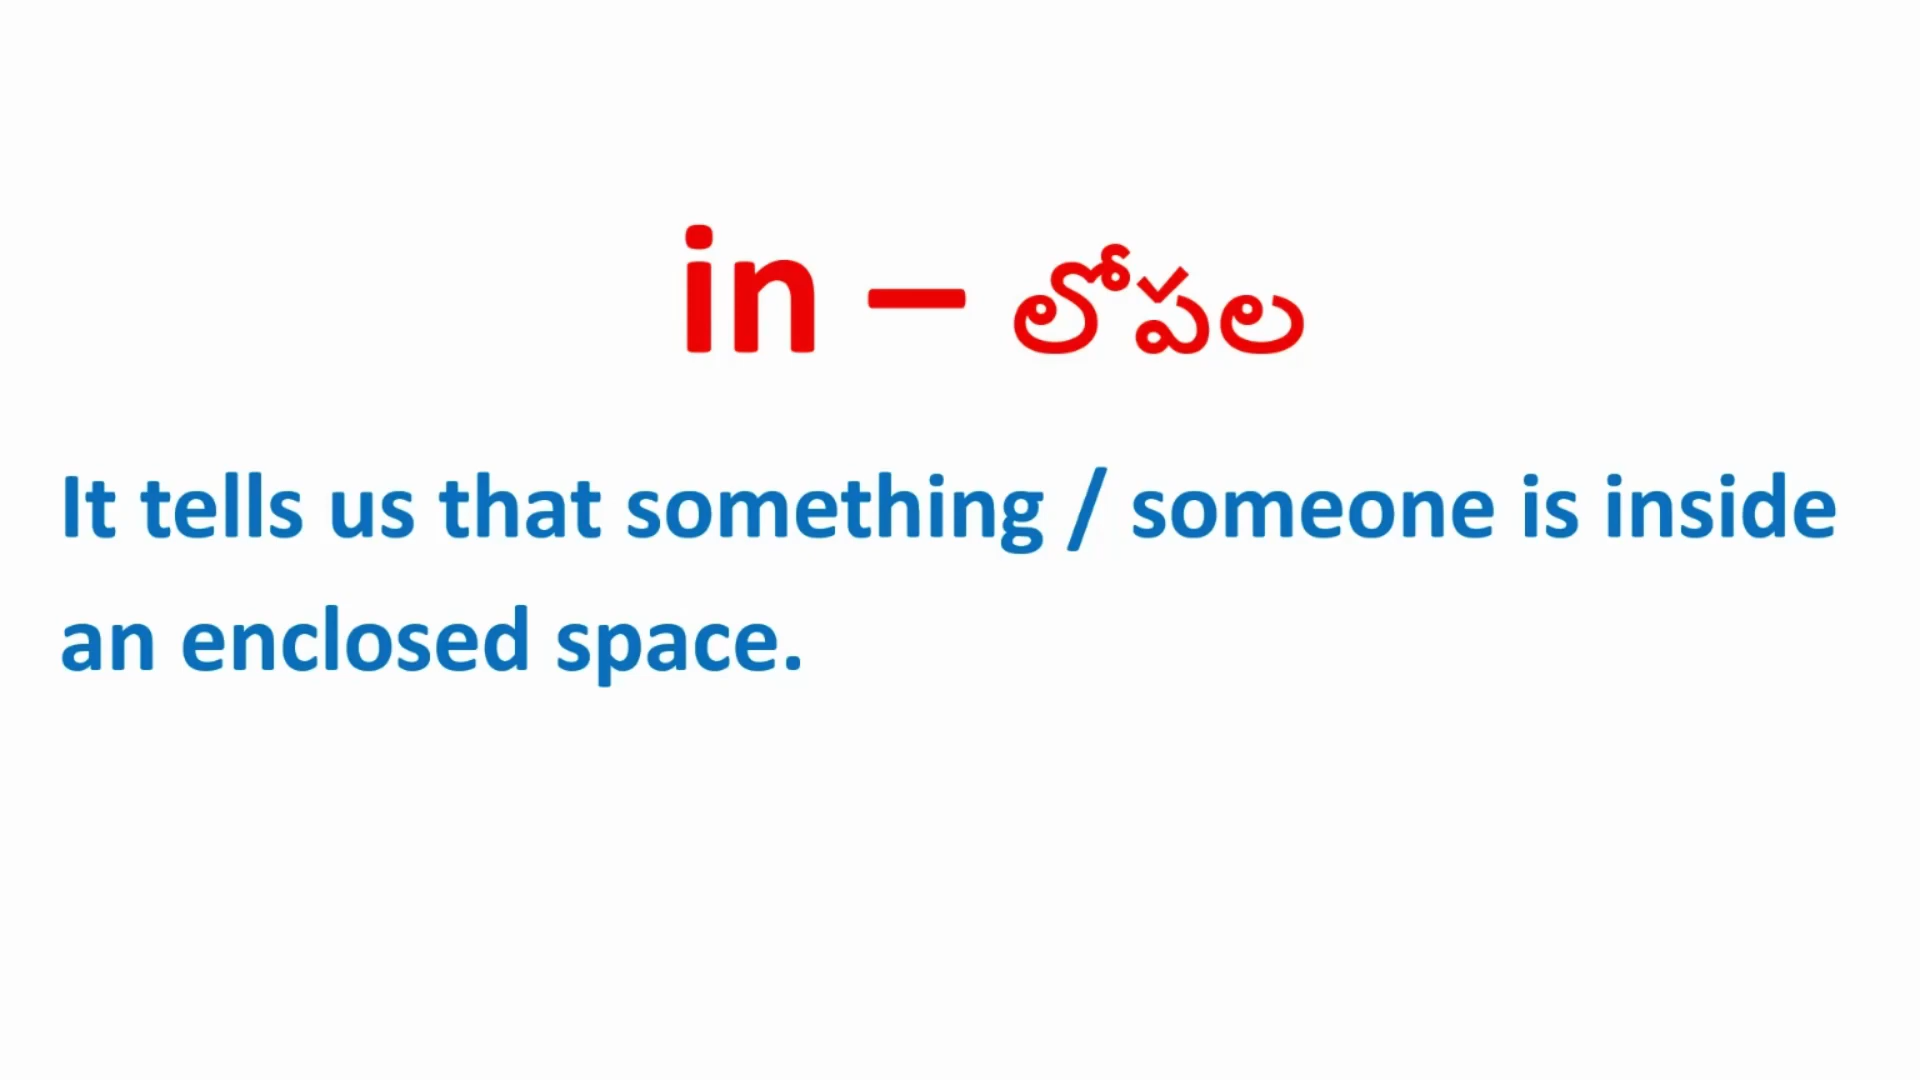 in – లోపల
It tells us that something / someone is inside
an enclosed space.